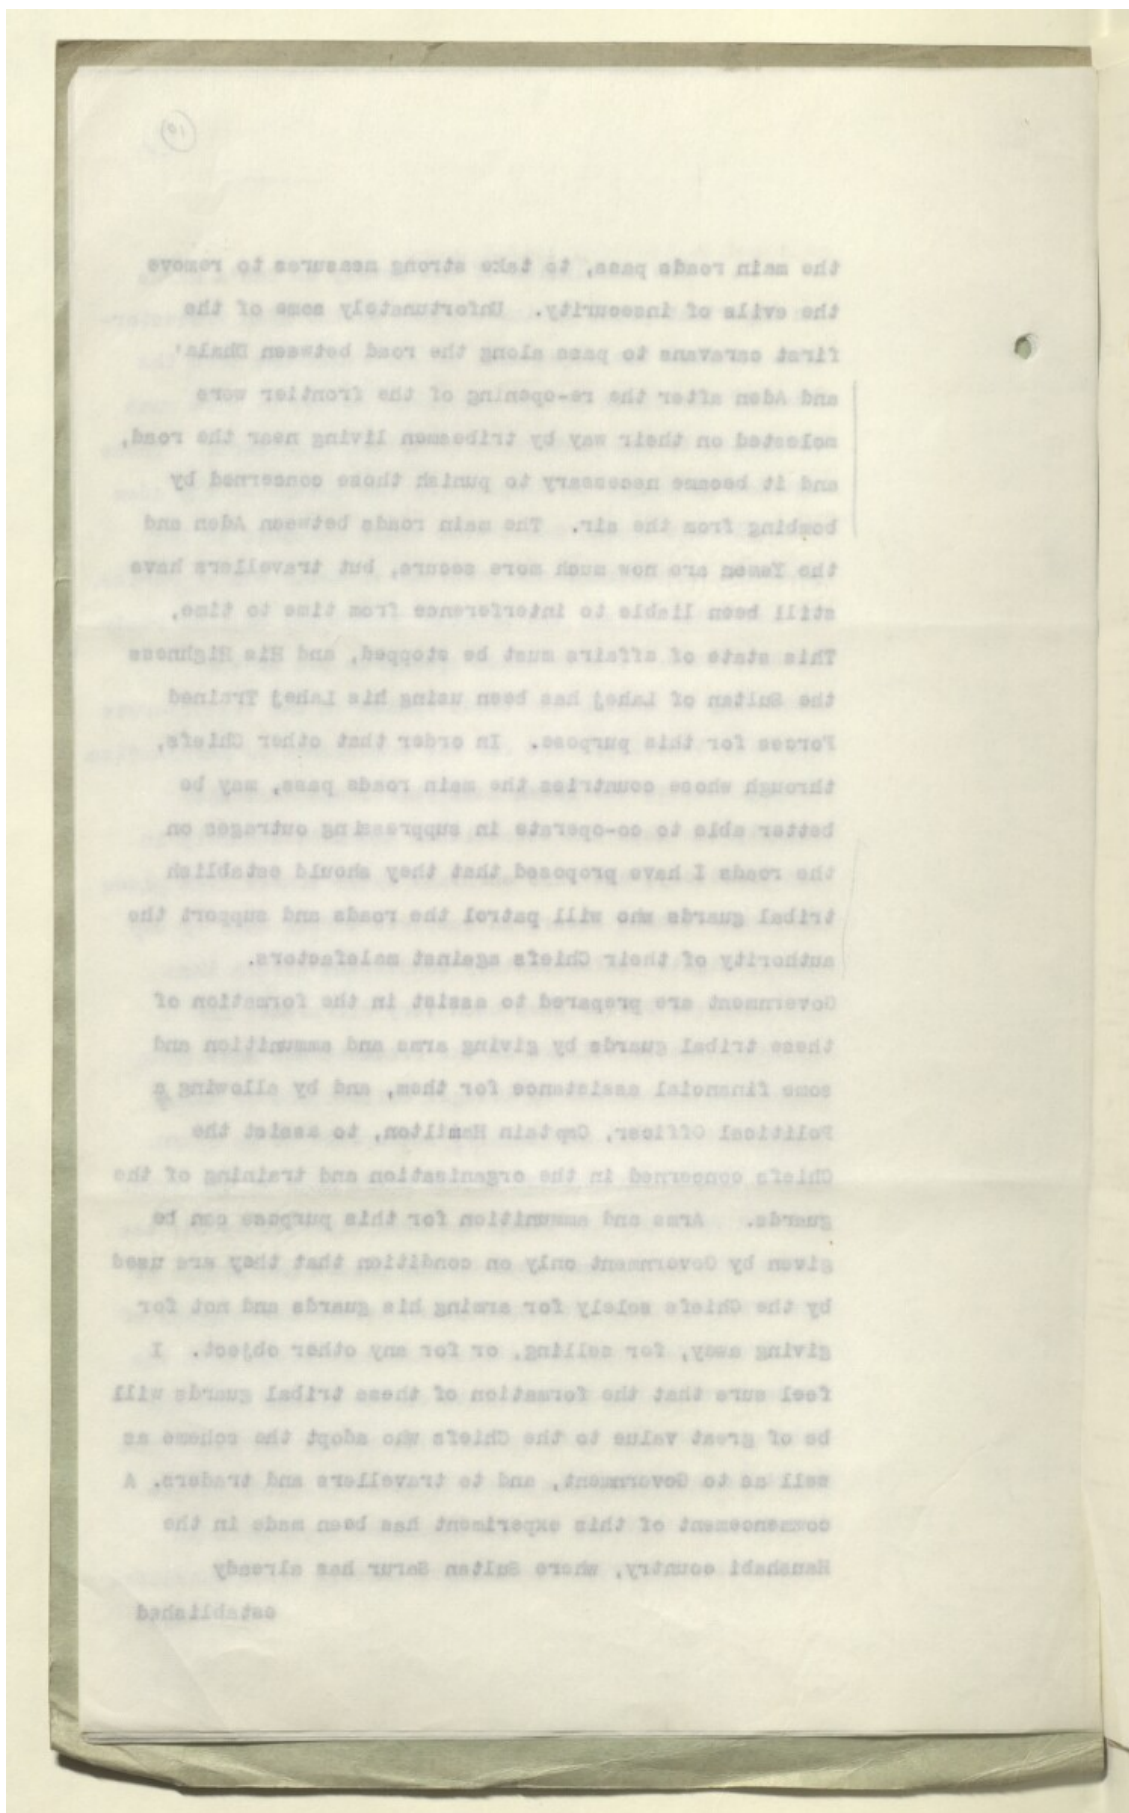 10
the main roads pass, to take strong measures to remove
the evils of insecurity. Unfortunately some of the
first caravans to pass along the road between Dhala'
and Aden after the re-opening of the frontier were
molested on their way by tribesmen living near the road,
and it became necessary to punish those concerned by
bombing from the air. The main roads between Aden and
the Yemen are now much more secure, but travellers have
still been liable to interference from time to time.
This state of affairs must be stopped, and His Highness
the Sultan of Lahej has been using his Lahej Trained
Forces for this purpose. In order that other Chiefs,
through whose countries the main roads pass, may be
better able to co-operate in suppressing outrages on
the roads I have proposed that they should establish
tribal guards who will patrol the roads and support the
authority of their Chiefs against malefactors.
Government are prepared to assist in the formation of
these tribal guards by giving arms and ammunition and
some financial assistance for them, and by allowing a
Political Officer, Captain Hamilton, to assist the
Chiefs concerned in the organisation and training of the
guards. Arms and ammunition for this purpose can be
given by Government only on condition that they are used
by the Chiefs solely for arming his guards and not for
giving away, for selling, or for any other object. I
feel sure that the formation of these tribal guards will
be of great value to the Chiefs who adopt the scheme as
well as to Government, and to travellers and traders. A
commencement of this experiment has been made in the
Haushabi country, where Sultan Sarur has already
established